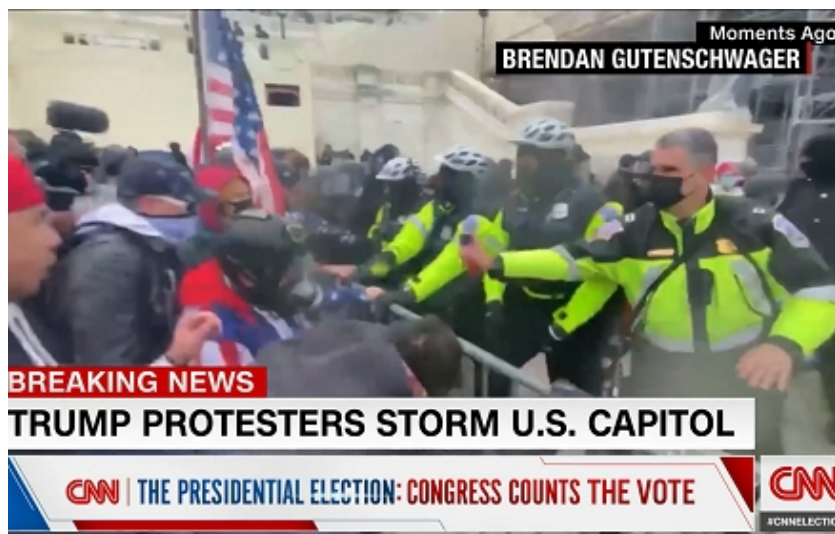 Moments Ago
BRENDAN GUTENSCHWAGER
BREAKING NEWS
TRUMP PROTESTERS STORM U.S. CAPITOL
CNN THE PRESIDENTIAL ELECTION: CONGRESS COUNTS THE VOTE
CNN
#CNNELECTIO